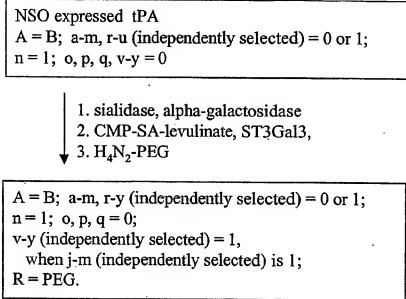 NSO expressed tPA
A = B; a-m, r-u (independently selected) = 0 or 1;
n = 1; o, p, q, v-y = 0
1. sialidase, alpha-galactosidase
2. CMP-SA-levulinate, ST3Gal3,
3. H₄N₂-PEG
A = B; a-m, r-y (independently selected) = 0 or 1;
n = 1; o, p, q = 0;
v-y (independently selected) = 1,
when j-m (independently selected) is 1;
R = PEG.